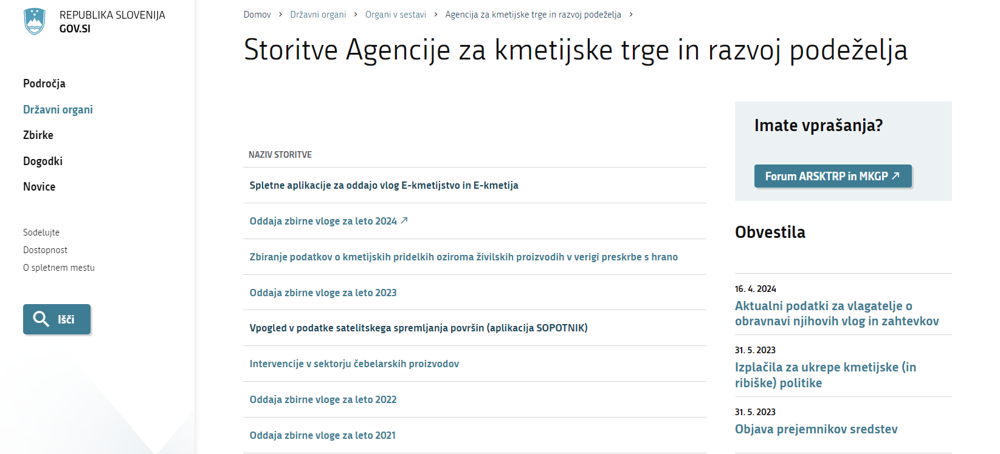 REPUBLIKA SLOVENIJA
GOV.SI
Področja
Državni organi
Zbirke
Dogodki
Novice
Sodelujte
Dostopnost
O spletnem mestu
Išči
Domov > Državni organi > Organi v sestavi > Agencija za kmetijske trge in razvoj podeželja >
Storitve Agencije za kmetijske trge in razvoj podeželja
NAZIV STORITVE
Spletne aplikacije za oddajo vlog E-kmetijstvo in E-kmetija
Oddaja zbirne vloge za leto 2024
Zbiranje podatkov o kmetijskih pridelkih oziroma živilskih proizvodih v verigi preskrbe s hrano
Oddaja zbirne vloge za leto 2023
Vpogled v podatke satelitskega spremljanja površin (aplikacija SOPOTNIK)
Intervencije v sektorju čebelarskih proizvodov
Oddaja zbirne vloge za leto 2022
Oddaja zbirne vloge za leto 2021
Imate vprašanja?
Forum ARSKTRP in MKGP
Obvestila
16. 4. 2024
Aktualni podatki za vlagatelje o
obravnavi njihovih vlog in zahtevkov
31. 5. 2023
Izplačila za ukrepe kmetijske (in
ribiške) politike
31. 5. 2023
Objava prejemnikov sredstev